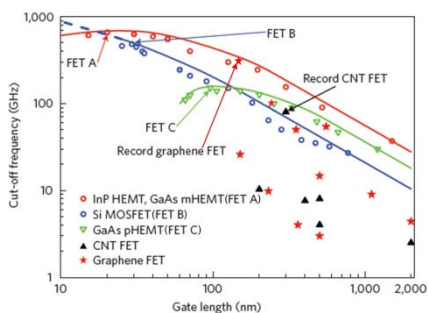 1,000
FET B
FET A
Record CNT FET
100
FET C
Record graphene FET
Cut-off frequency (GHz)
10
InP HEMT, GaAs mHEMT(FET A)
Si MOSFET(FET B)
GaAs pHEMT(FET C)
CNT FET
Graphene FET
1
10
100
1,000
2,000
Gate length (nm)